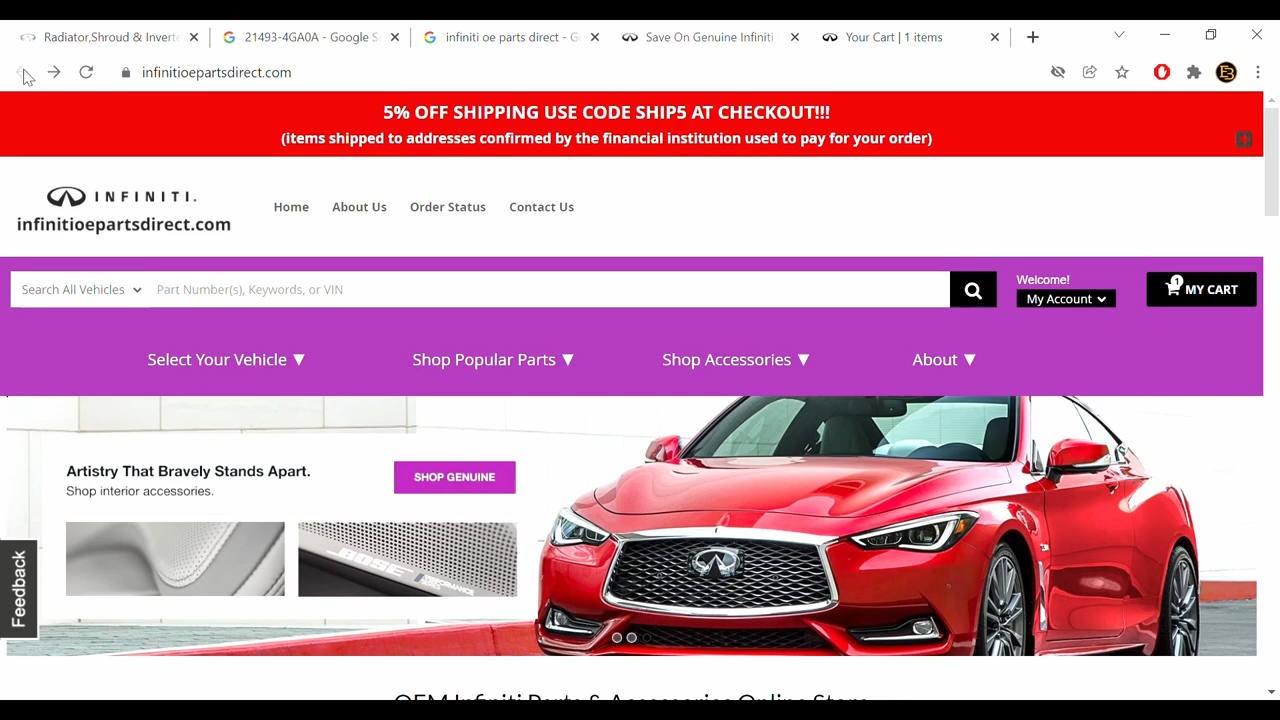 Radiator,Shroud & Inverte
21493-4GA0A - Google S
infiniti oe parts direct - G
Save On Genuine Infiniti
Your Cart | 1 items
infinitioepartsdirect.com
5% OFF SHIPPING USE CODE SHIP5 AT CHECKOUT!!!
(items shipped to addresses confirmed by the financial institution used to pay for your order)
INFINITI.
infinitioepartsdirect.com
Home About Us Order Status Contact Us
Search All Vehicles Part Number(s), Keywords, or VIN
Welcome!
My Account
1
MY CART
Select Your Vehicle ▼ Shop Popular Parts ▼ Shop Accessories ▼ About ▼
Artistry That Bravely Stands Apart.
Shop interior accessories.
SHOP GENUINE
BOSE
PERFORMANCE
Feedback
OEM Infiniti Parts & Accessories Online Store